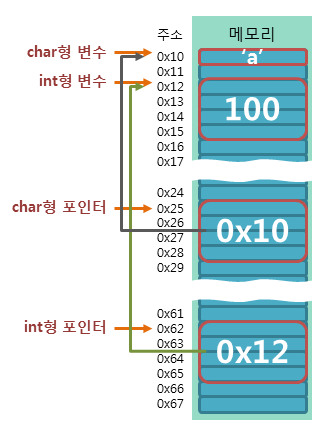 주소 메모리
char형 변수 0x10 'a'
0x11
int형 변수 0x12
0x13
0x14 100
0x15
0x16
0x17
0x24
char형 포인터 0x25
0x26
0x27 0x10
0x28
0x29
0x61
int형 포인터 0x62
0x63
0x64 0x12
0x65
0x66
0x67